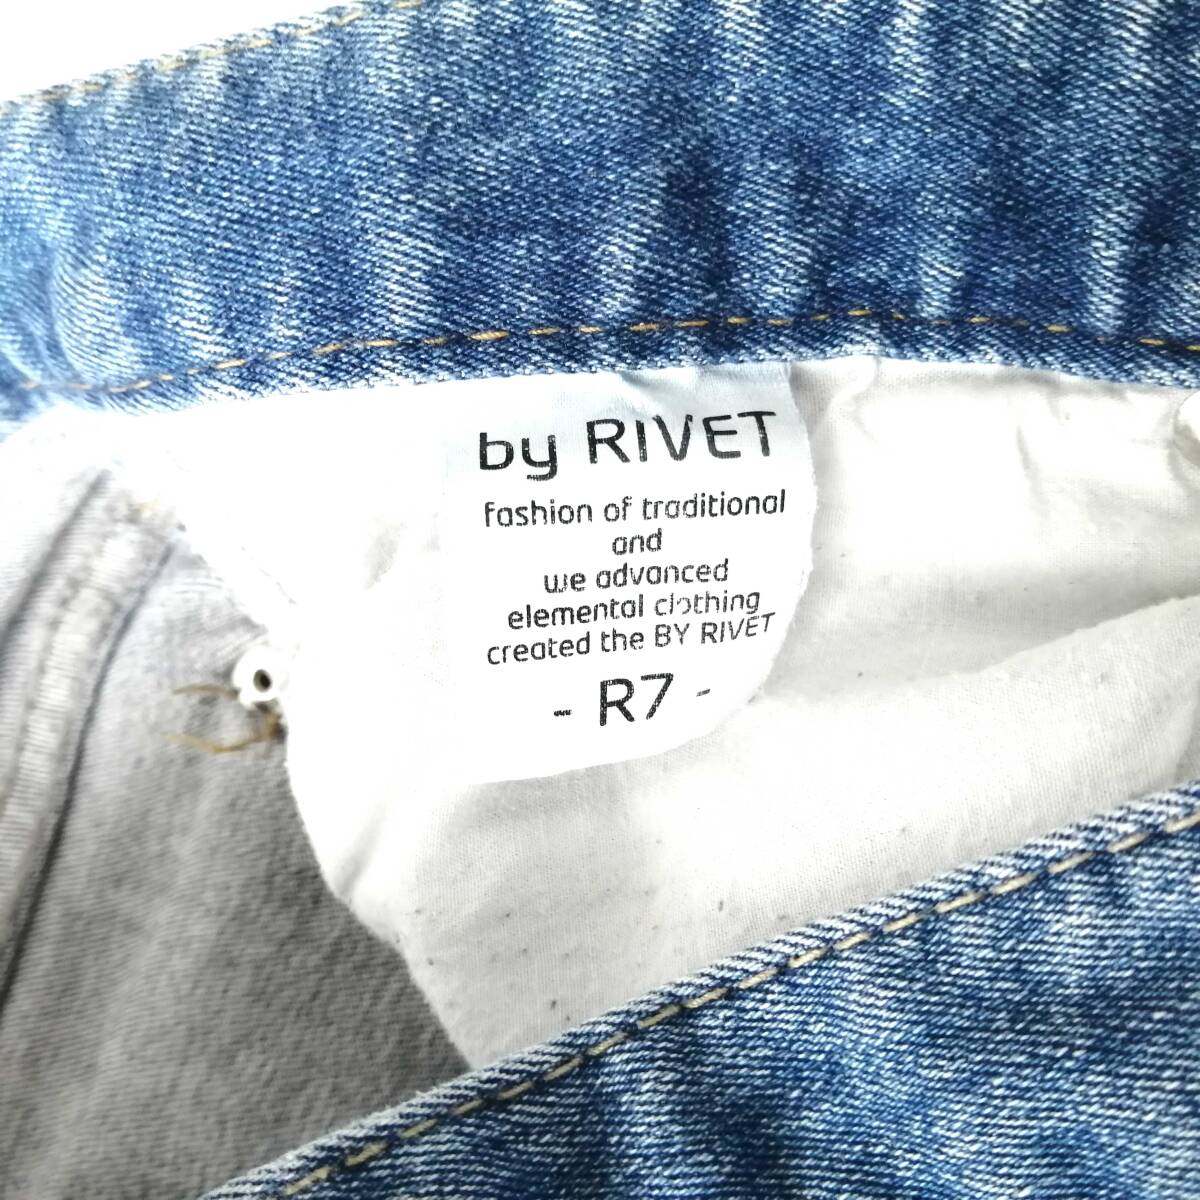 by RIVET
fashion of traditional
and
we advanced
elemental clothing
created the BY RIVET
- R7 -